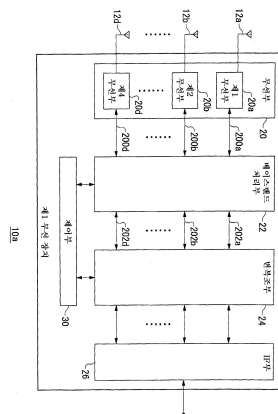 12d
12b
12a
무선부
20
제4
무선부
20d
제2
무선부
20b
제1
무선부
20a
200d
200b
200a
베이스밴드
처리부
22
202d
202b
202a
변복조부
24
IF부
26
제어부
30
제1 무선 장치
10a